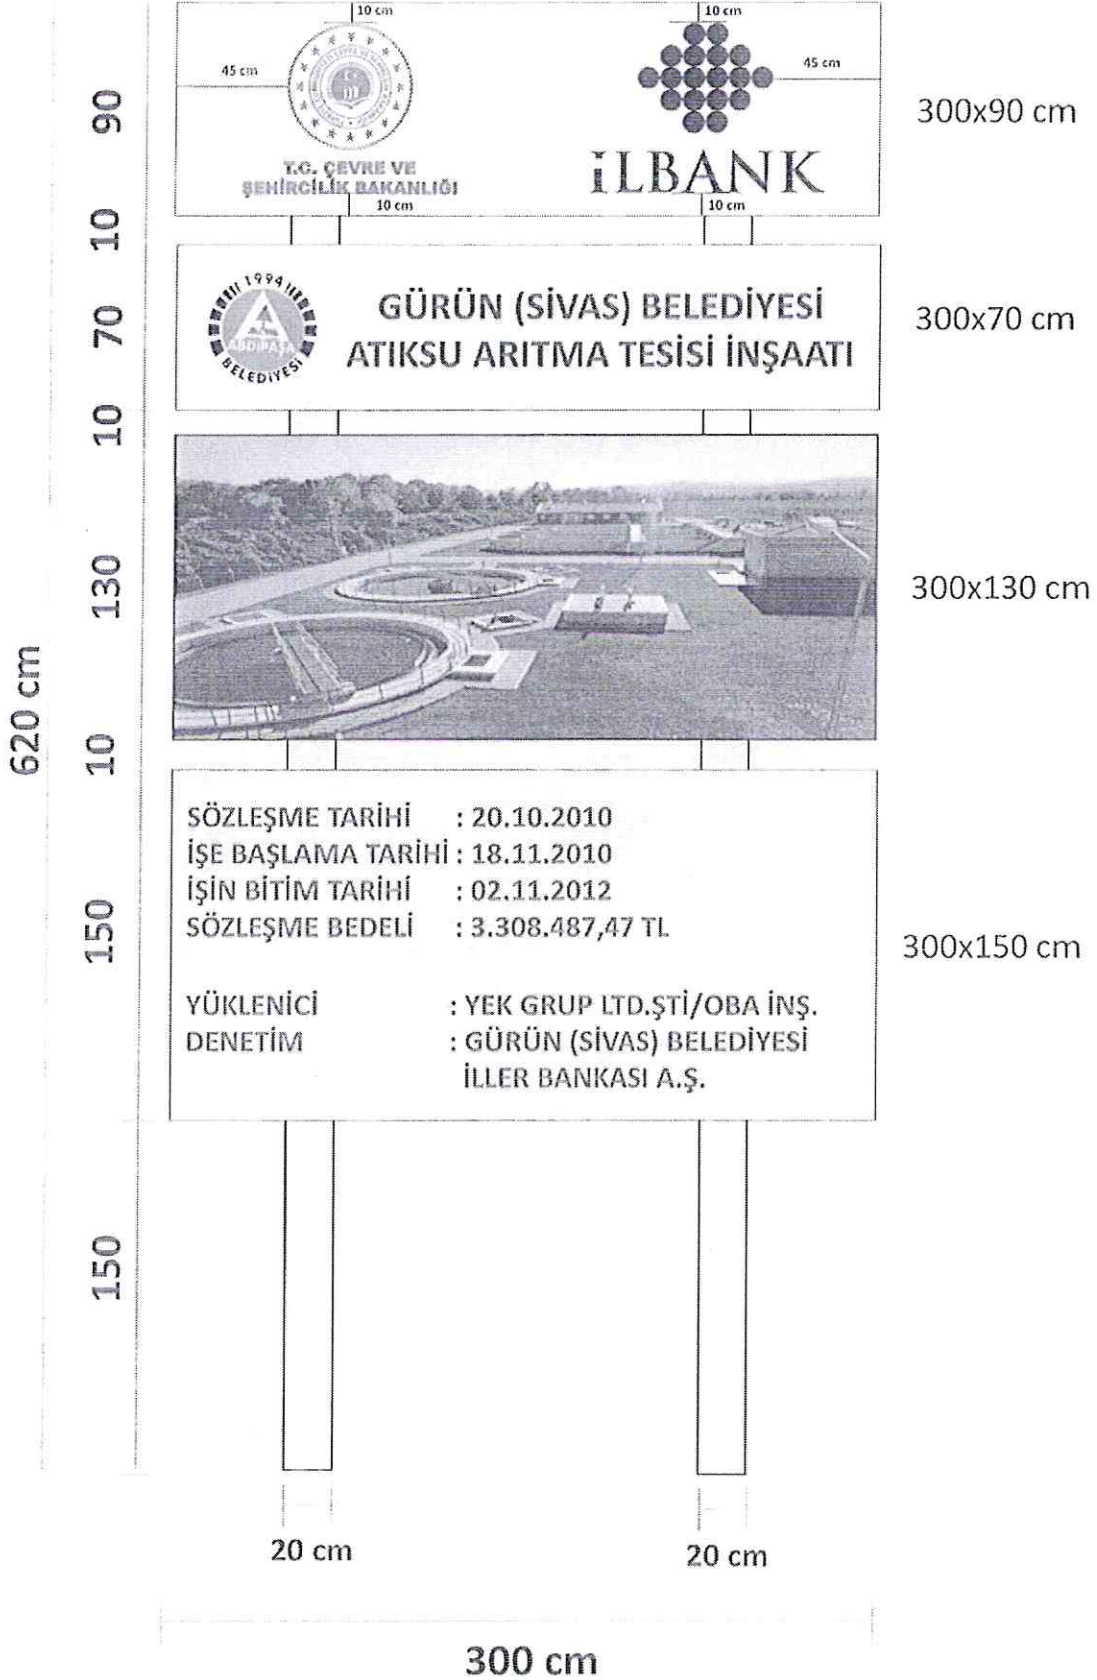 10 cm
10 cm
45 cm
45 cm
90
300x90 cm
T.C. ÇEVRE VE
ŞEHİRCİLİK BAKANLIĞI
İLBANK
10 cm
10 cm
10
1994
ABDİPAŞA
BELEDİYESİ
GÜRÜN (SİVAS) BELEDİYESİ
ATIKSU ARITMA TESİSİ İNŞAATI
70
300x70 cm
10
130
300x130 cm
620 cm
10
SÖZLEŞME TARİHİ : 20.10.2010
İŞE BAŞLAMA TARİHİ : 18.11.2010
İŞİN BİTİM TARİHİ : 02.11.2012
SÖZLEŞME BEDELİ : 3.308.487,47 TL
150
300x150 cm
YÜKLENİCİ : YEK GRUP LTD.ŞTİ/OBA İNŞ.
DENETİM : GÜRÜN (SİVAS) BELEDİYESİ
İLLER BANKASI A.Ş.
150
20 cm
20 cm
300 cm